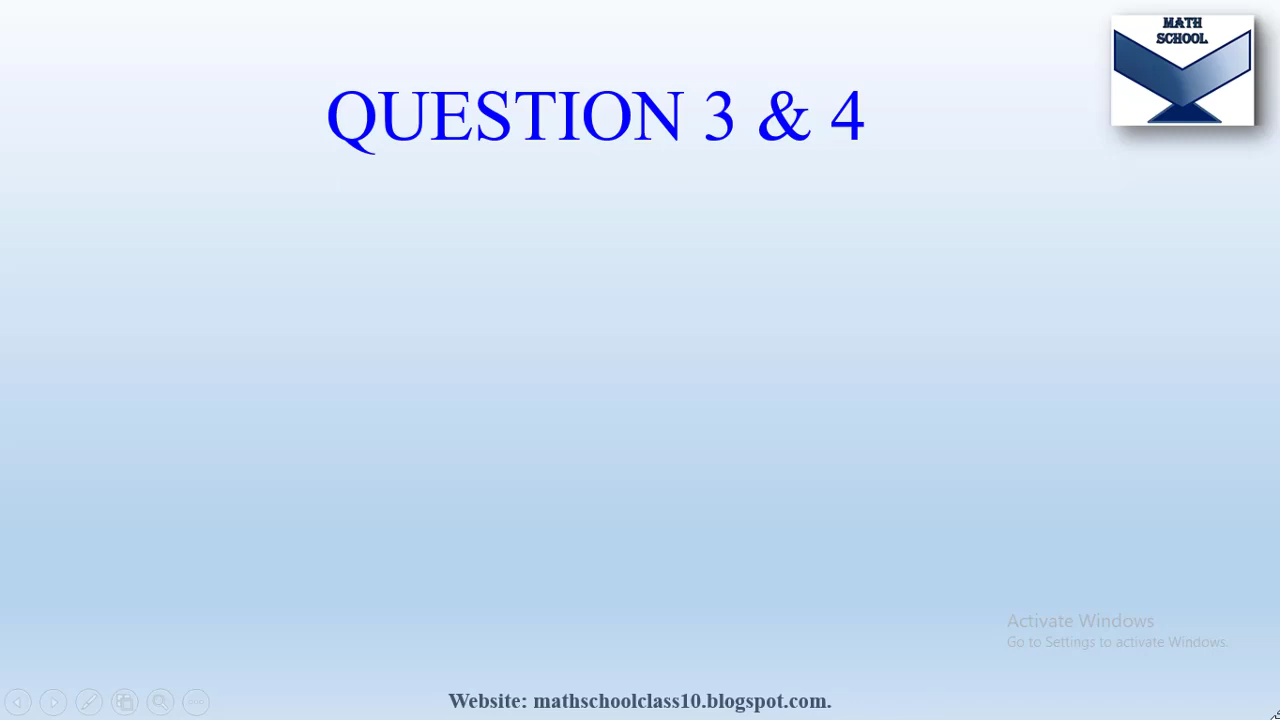 MATH
SCHOOL
QUESTION 3 & 4
Activate Windows
Go to Settings to activate Windows.
Website: mathschoolclass10.blogspot.com.